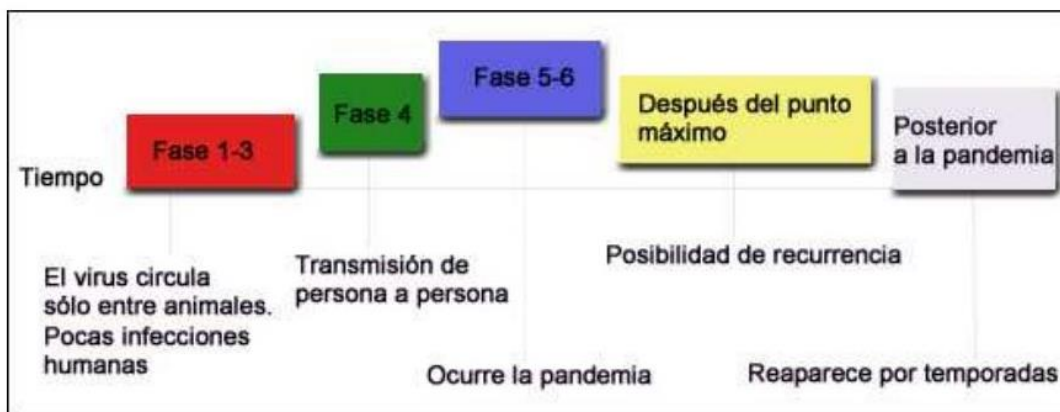 Fase 1-3
Fase 4
Fase 5-6
Después del punto
máximo
Posterior
a la pandemia
Tiempo
El virus circula
sólo entre animales.
Pocas infecciones
humanas
Transmisión de
persona a persona
Ocurre la pandemia
Posibilidad de recurrencia
Reaparece por temporadas